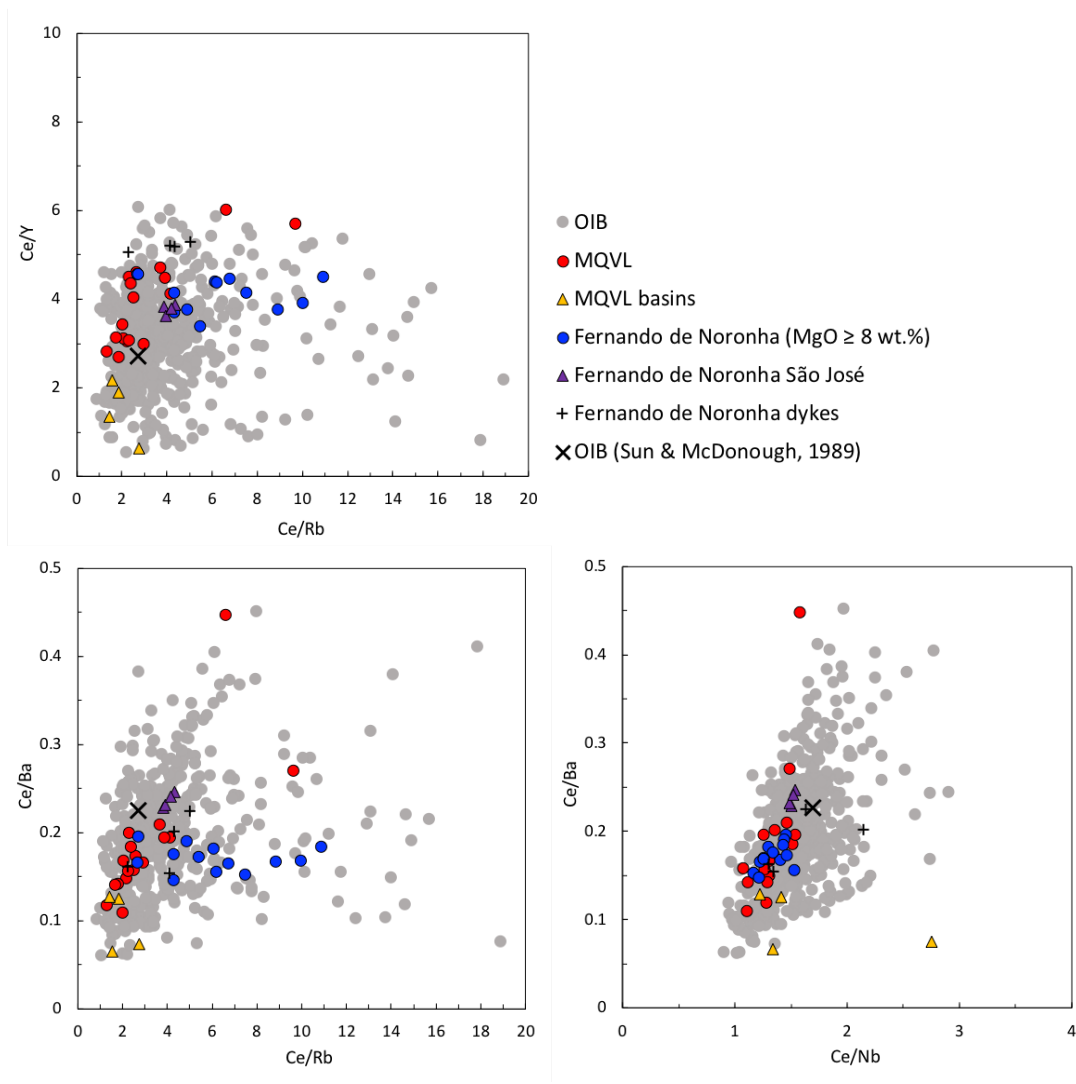 10
8
6
4
2
0
Ce/Y
0 2 4 6 8 10 12 14 16 18 20
Ce/Rb
OIB
MQVL
MQVL basins
Fernando de Noronha (MgO ≥ 8 wt.%)
Fernando de Noronha São José
Fernando de Noronha dykes
OIB (Sun & McDonough, 1989)
0.5
0.4
0.3
0.2
0.1
0
Ce/Ba
0 2 4 6 8 10 12 14 16 18 20
Ce/Rb
0.5
0.4
0.3
0.2
0.1
0
Ce/Ba
0 1 2 3 4
Ce/Nb